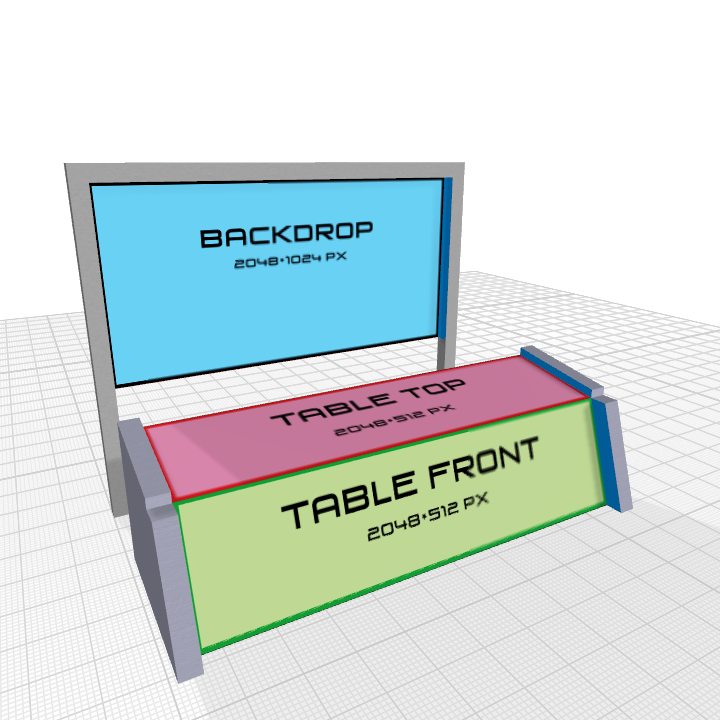 BACKDROP
2048*1024 PX
TABLE TOP
2048*512 PX
TABLE FRONT
2048*512 PX